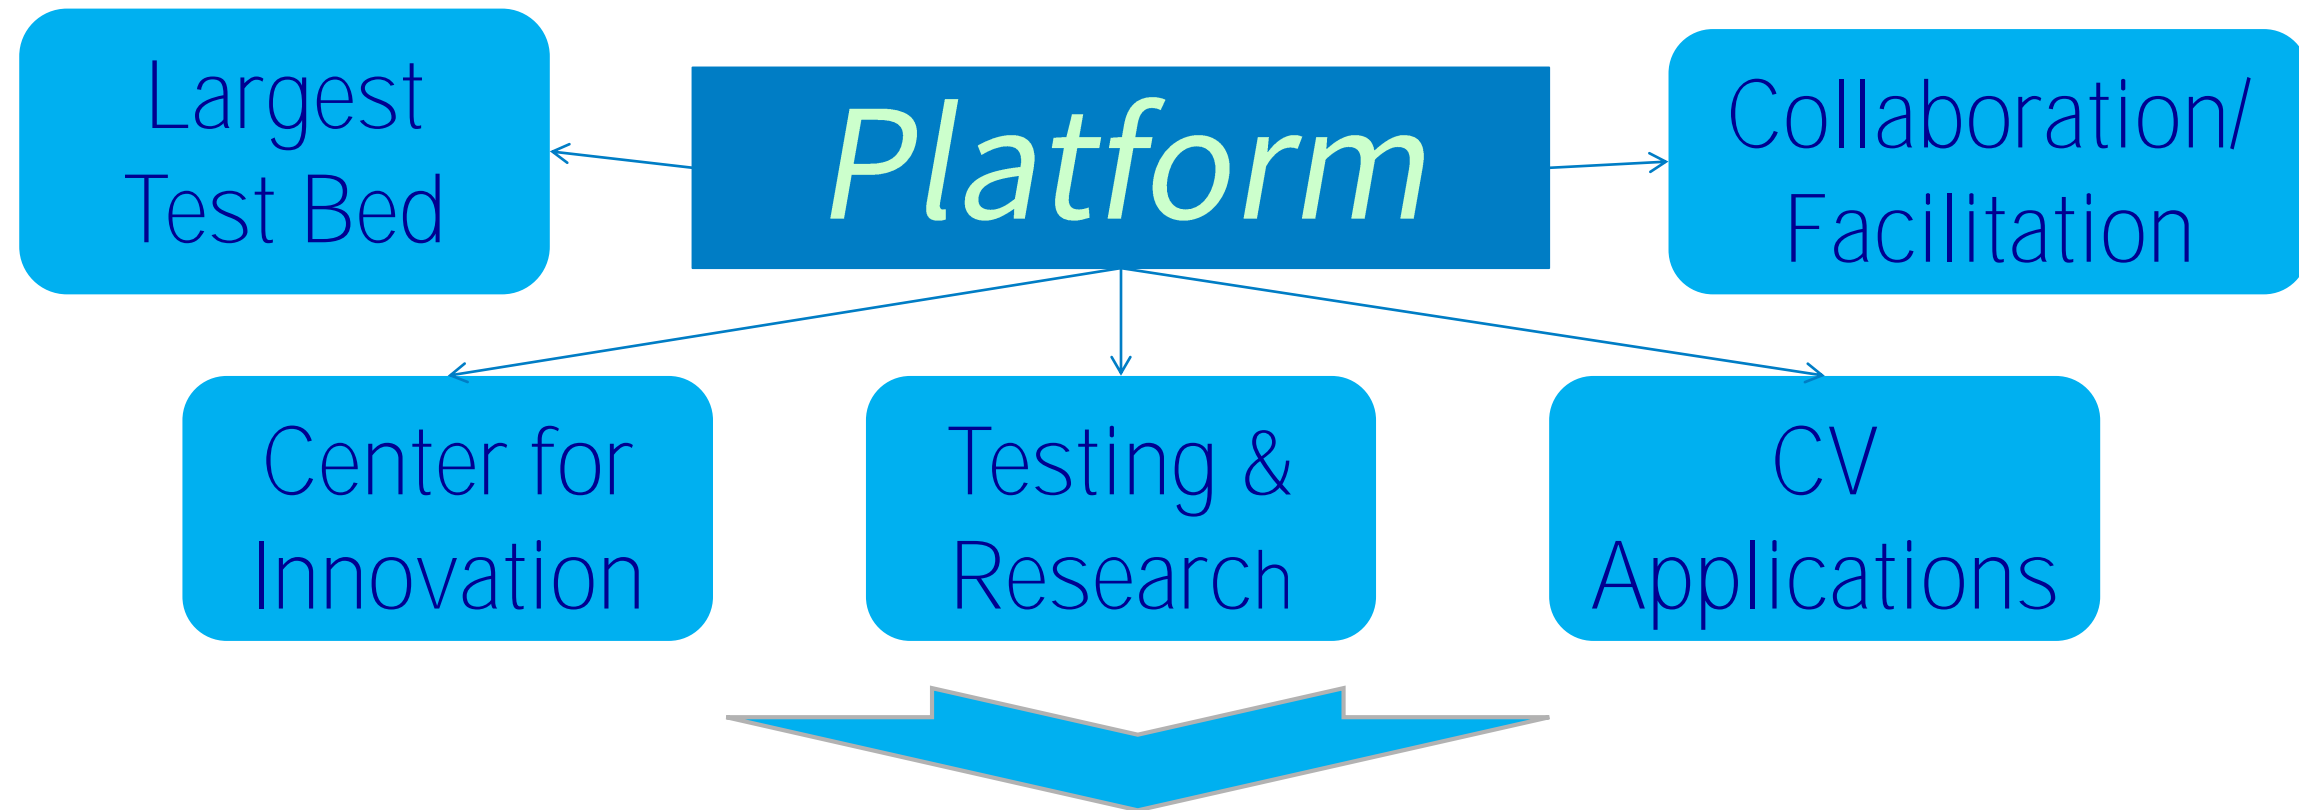 Largest
Test Bed
Platform
Collaboration/
Facilitation
Center for
Innovation
Testing &
Research
CV
Applications